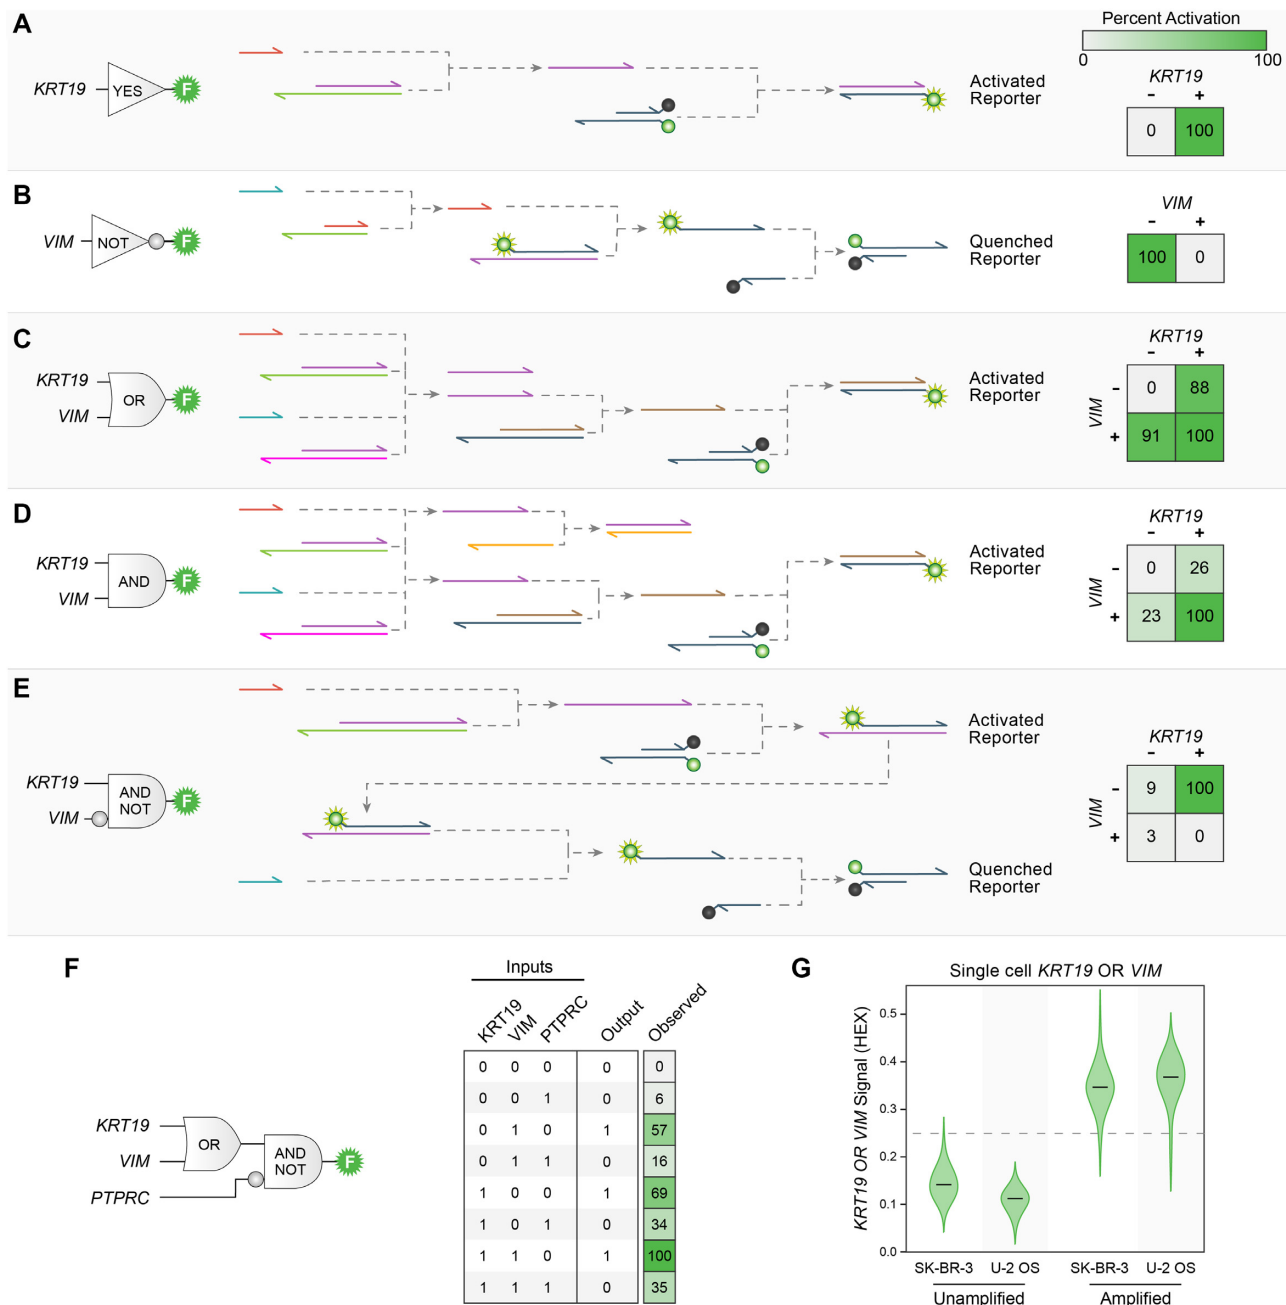 A
KRT19
YES
F
Activated
Reporter
Percent Activation
0 100
KRT19
- +
0 100
B
VIM
NOT
F
Quenched
Reporter
VIM
- +
100 0
C
KRT19
VIM
OR
F
Activated
Reporter
KRT19
- +
VIM
- 0 88
+ 91 100
D
KRT19
VIM
AND
F
Activated
Reporter
KRT19
- +
VIM
- 0 26
+ 23 100
E
KRT19
VIM
AND
NOT
F
Activated
Reporter
Quenched
Reporter
KRT19
- +
VIM
- 9 100
+ 3 0
F
KRT19
VIM
PTPRC
OR
AND
NOT
F
Inputs
KRT19 VIM PTPRC Output Observed
0 0 0 0 0
0 0 1 0 6
0 1 0 1 57
0 1 1 0 16
1 0 0 1 69
1 0 1 0 34
1 1 0 1 100
1 1 1 0 35
G
Single cell KRT19 OR VIM
KRT19 OR VIM Signal (HEX)
0.5
0.4
0.3
0.2
0.1
0.0
SK-BR-3 U-2 OS SK-BR-3 U-2 OS
Unamplified Amplified